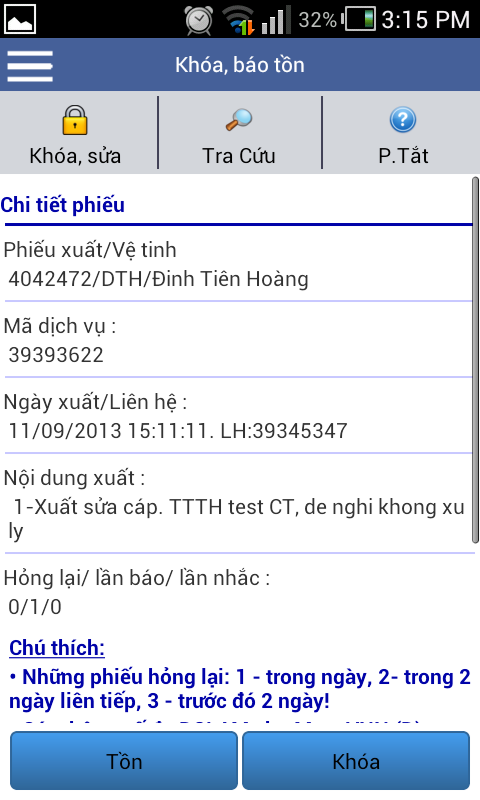 32% 3:15 PM
Khóa, báo tồn
Khóa, sửa
Tra Cứu
P.Tắt
Chi tiết phiếu
Phiếu xuất/Vệ tinh
4042472/DTH/Đinh Tiên Hoàng
Mã dịch vụ :
39393622
Ngày xuất/Liên hệ :
11/09/2013 15:11:11. LH:39345347
Nội dung xuất :
1-Xuất sửa cáp. TTTH test CT, de nghi khong xu
ly
Hỏng lại/ lần báo/ lần nhắc :
0/1/0
Chú thích:
• Những phiếu hỏng lại: 1 - trong ngày, 2- trong 2
ngày liên tiếp, 3 - trước đó 2 ngày!
Tồn
Khóa